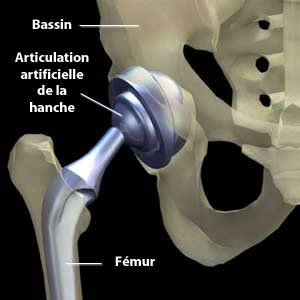 Bassin
Articulation
artificielle
de la
hanche
Fémur